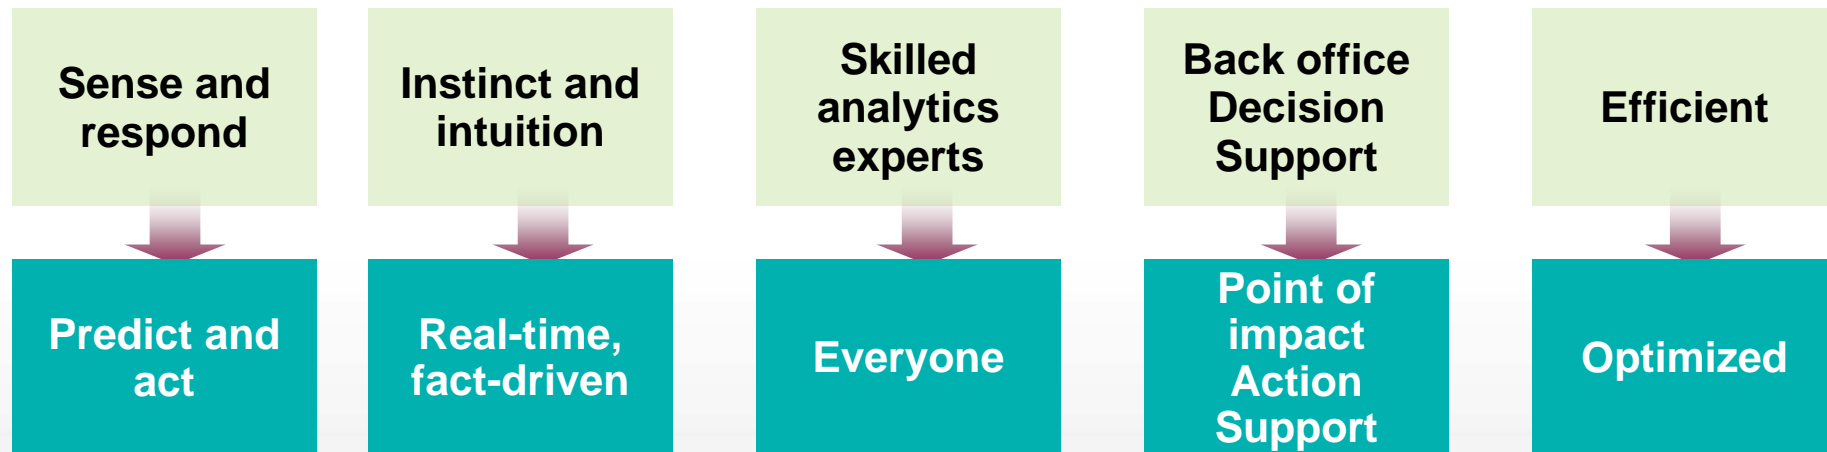 Sense and
respond
Instinct and
intuition
Skilled
analytics
experts
Back office
Decision
Support
Efficient
Predict and
act
Real-time,
fact-driven
Everyone
Point of
impact
Action
Support
Optimized